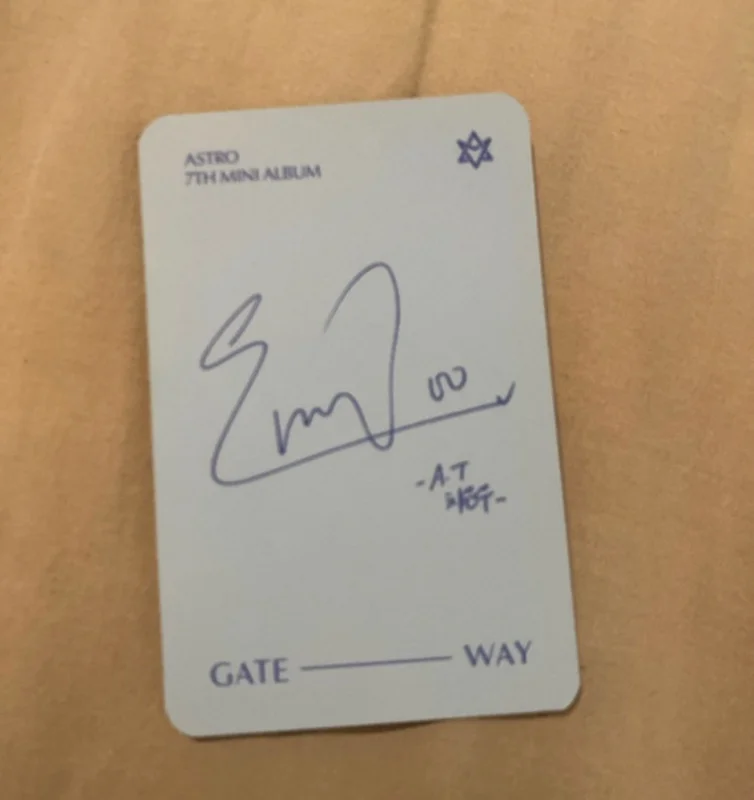 ASTRO
7TH MINI ALBUM
-A.T
GATE — WAY